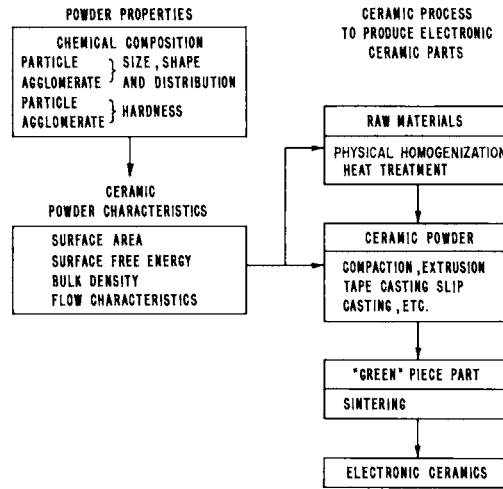 POWDER PROPERTIES
CHEMICAL COMPOSITION
PARTICLE
AGGLOMERATE } SIZE, SHAPE
AND DISTRIBUTION
PARTICLE
AGGLOMERATE } HARDNESS
CERAMIC
POWDER CHARACTERISTICS
SURFACE AREA
SURFACE FREE ENERGY
BULK DENSITY
FLOW CHARACTERISTICS
CERAMIC PROCESS
TO PRODUCE ELECTRONIC
CERAMIC PARTS
RAW MATERIALS
PHYSICAL HOMOGENIZATION
HEAT TREATMENT
CERAMIC POWDER
COMPACTION, EXTRUSION
TAPE CASTING SLIP
CASTING, ETC.
"GREEN" PIECE PART
SINTERING
ELECTRONIC CERAMICS